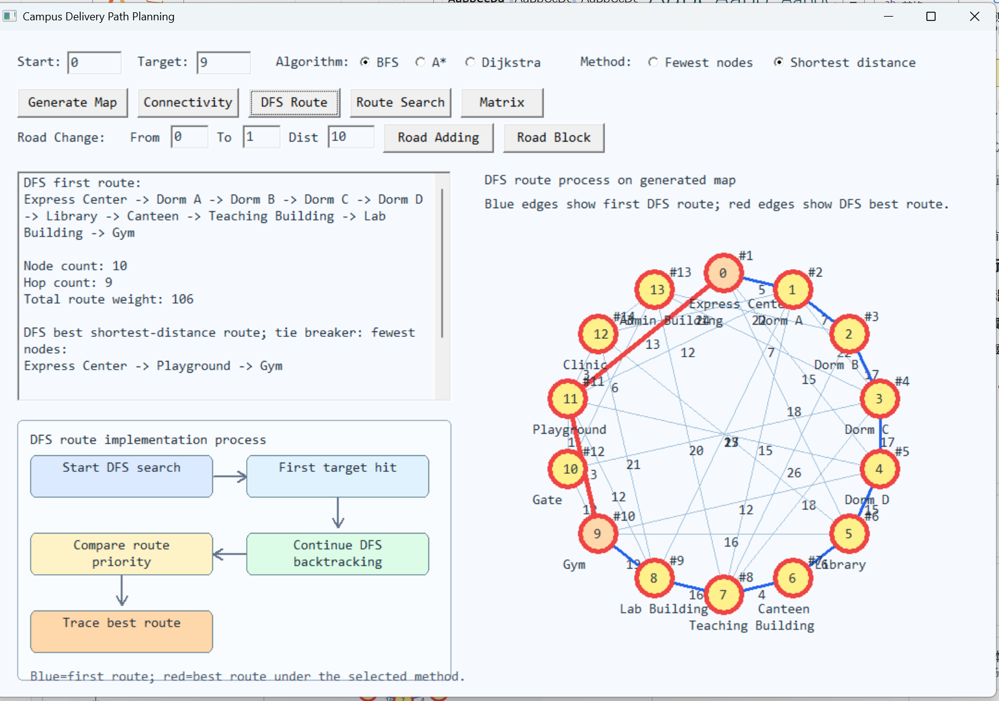 Campus Delivery Path Planning
Start: 0 Target: 9 Algorithm: BFS A* Dijkstra Method: Fewest nodes Shortest distance
Generate Map Connectivity DFS Route Route Search Matrix
Road Change: From 0 To 1 Dist 10 Road Adding Road Block
DFS first route:
Express Center -> Dorm A -> Dorm B -> Dorm C -> Dorm D
-> Library -> Canteen -> Teaching Building -> Lab
Building -> Gym
Node count: 10
Hop count: 9
Total route weight: 106
DFS best shortest-distance route; tie breaker: fewest
nodes:
Express Center -> Playground -> Gym
DFS route implementation process
Start DFS search
First target hit
Compare route
priority
Continue DFS
backtracking
Trace best route
Blue=first route; red=best route under the selected method.
DFS route process on generated map
Blue edges show first DFS route; red edges show DFS best route.
#1
#13 0 #2
13 5 1
Express Cente
#3
Admin Building Dorm A 7
12 2
13 12 7
Clinic Dorm B
3 17
#11 6 15 #4
11 3
18
Playground Dorm C
17
#12 20 15 #5
10 21 4
3 26
Gate 12 Dorm D
12 18 15
#10 #6
9 16 5
Gym #9 Library
8 #8 6
16 7 4
Lab Building Canteen
Teaching Building